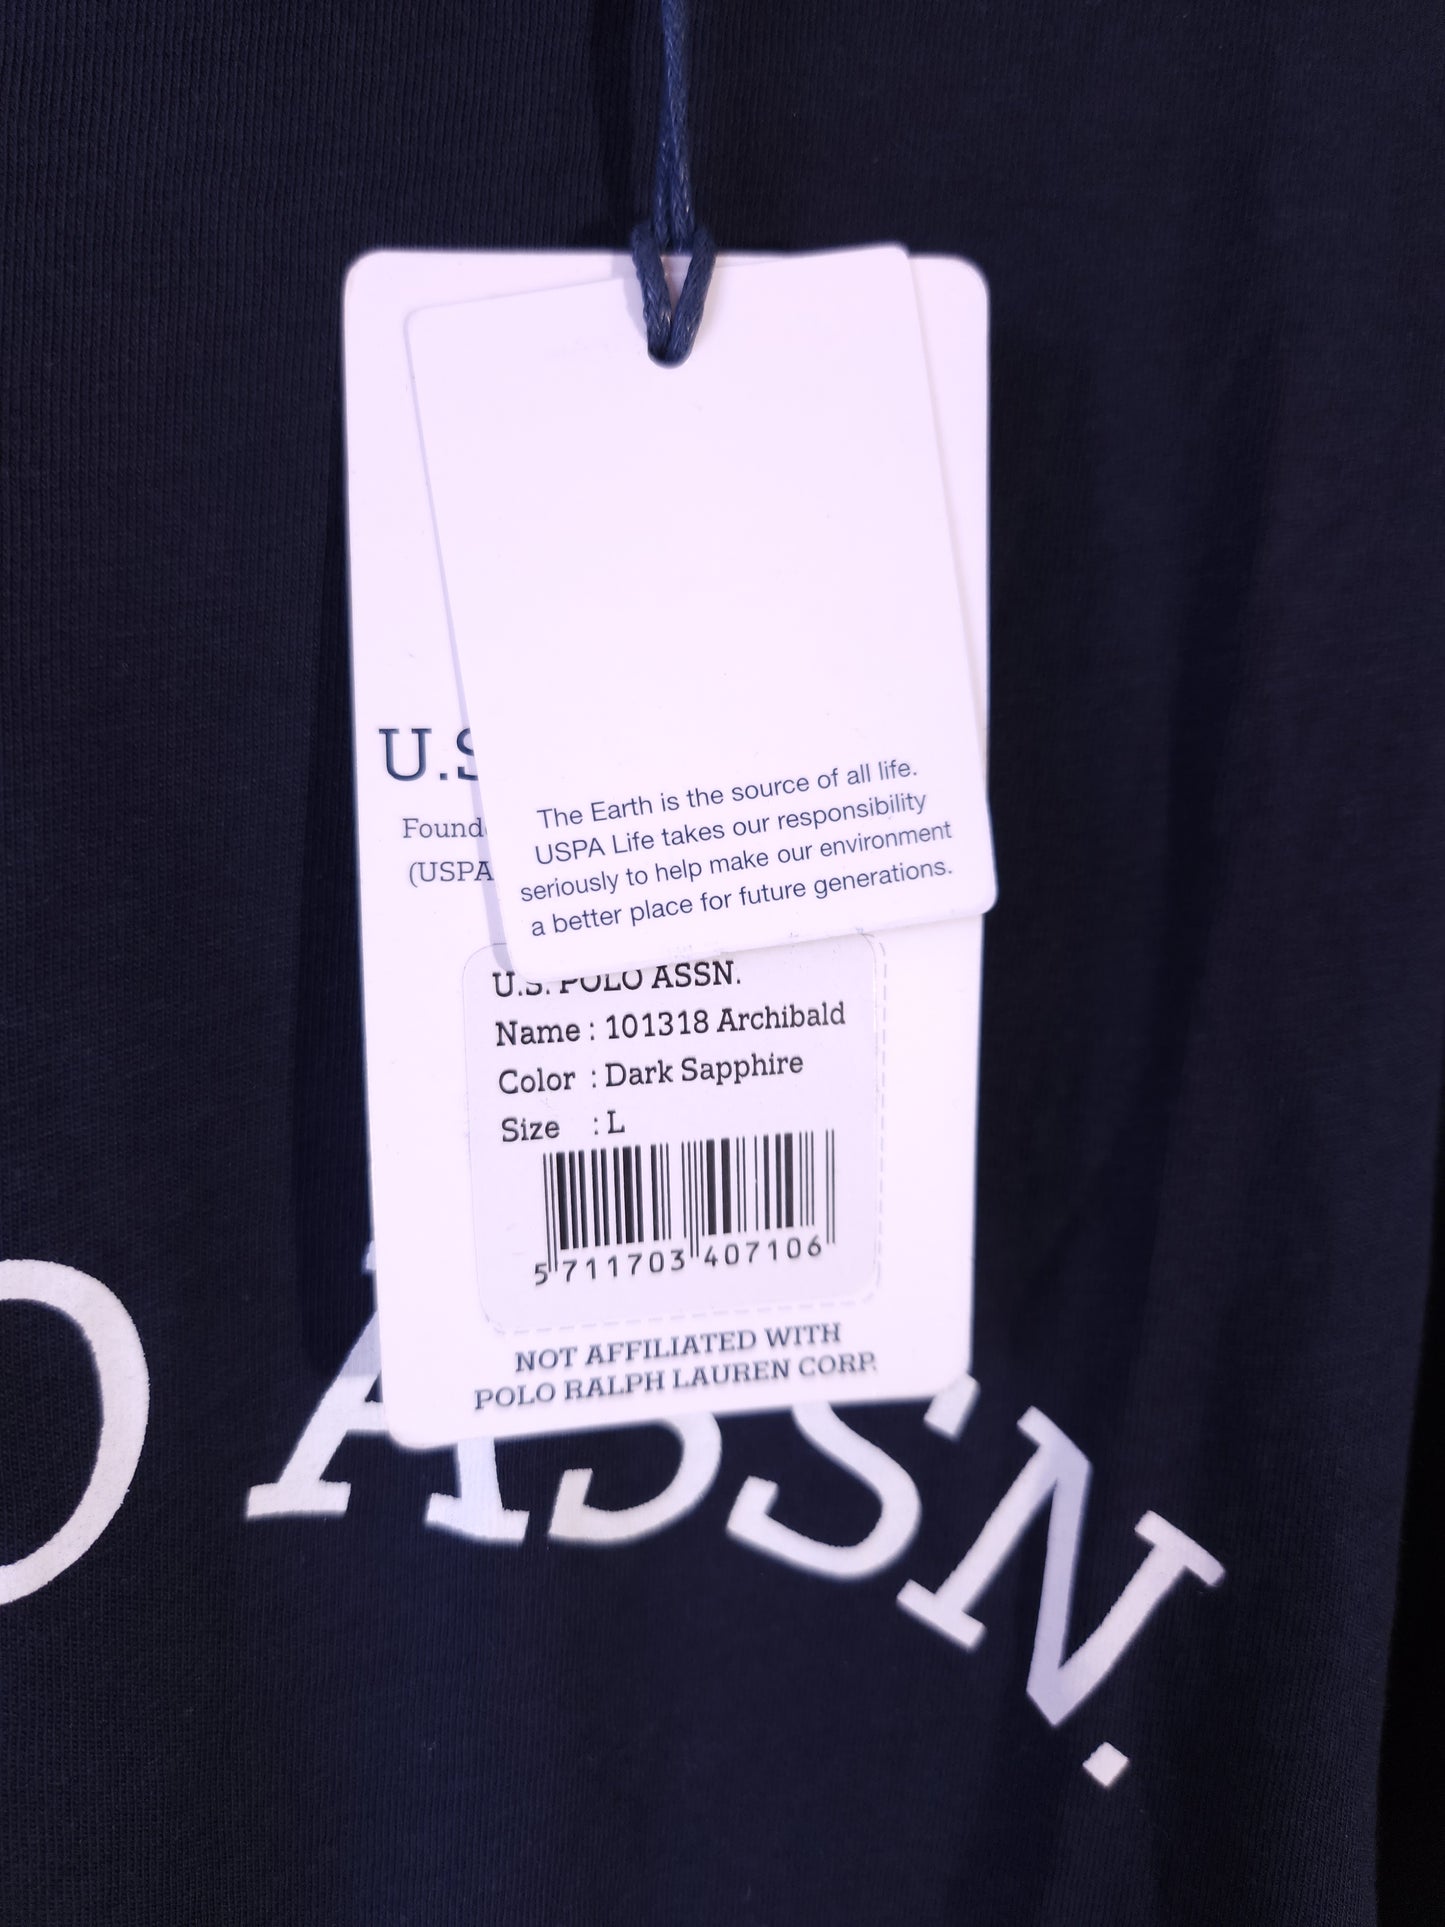 U.S
Found
(USPA
The Earth is the source of all life.
USPA Life takes our responsibility
seriously to help make our environment
a better place for future generations.
U.S. POLO ASSN.
Name : 101318 Archibald
Color : Dark Sapphire
Size : L
5 711703 407106
NOT AFFILIATED WITH
POLO RALPH LAUREN CORP.
O ASSN.